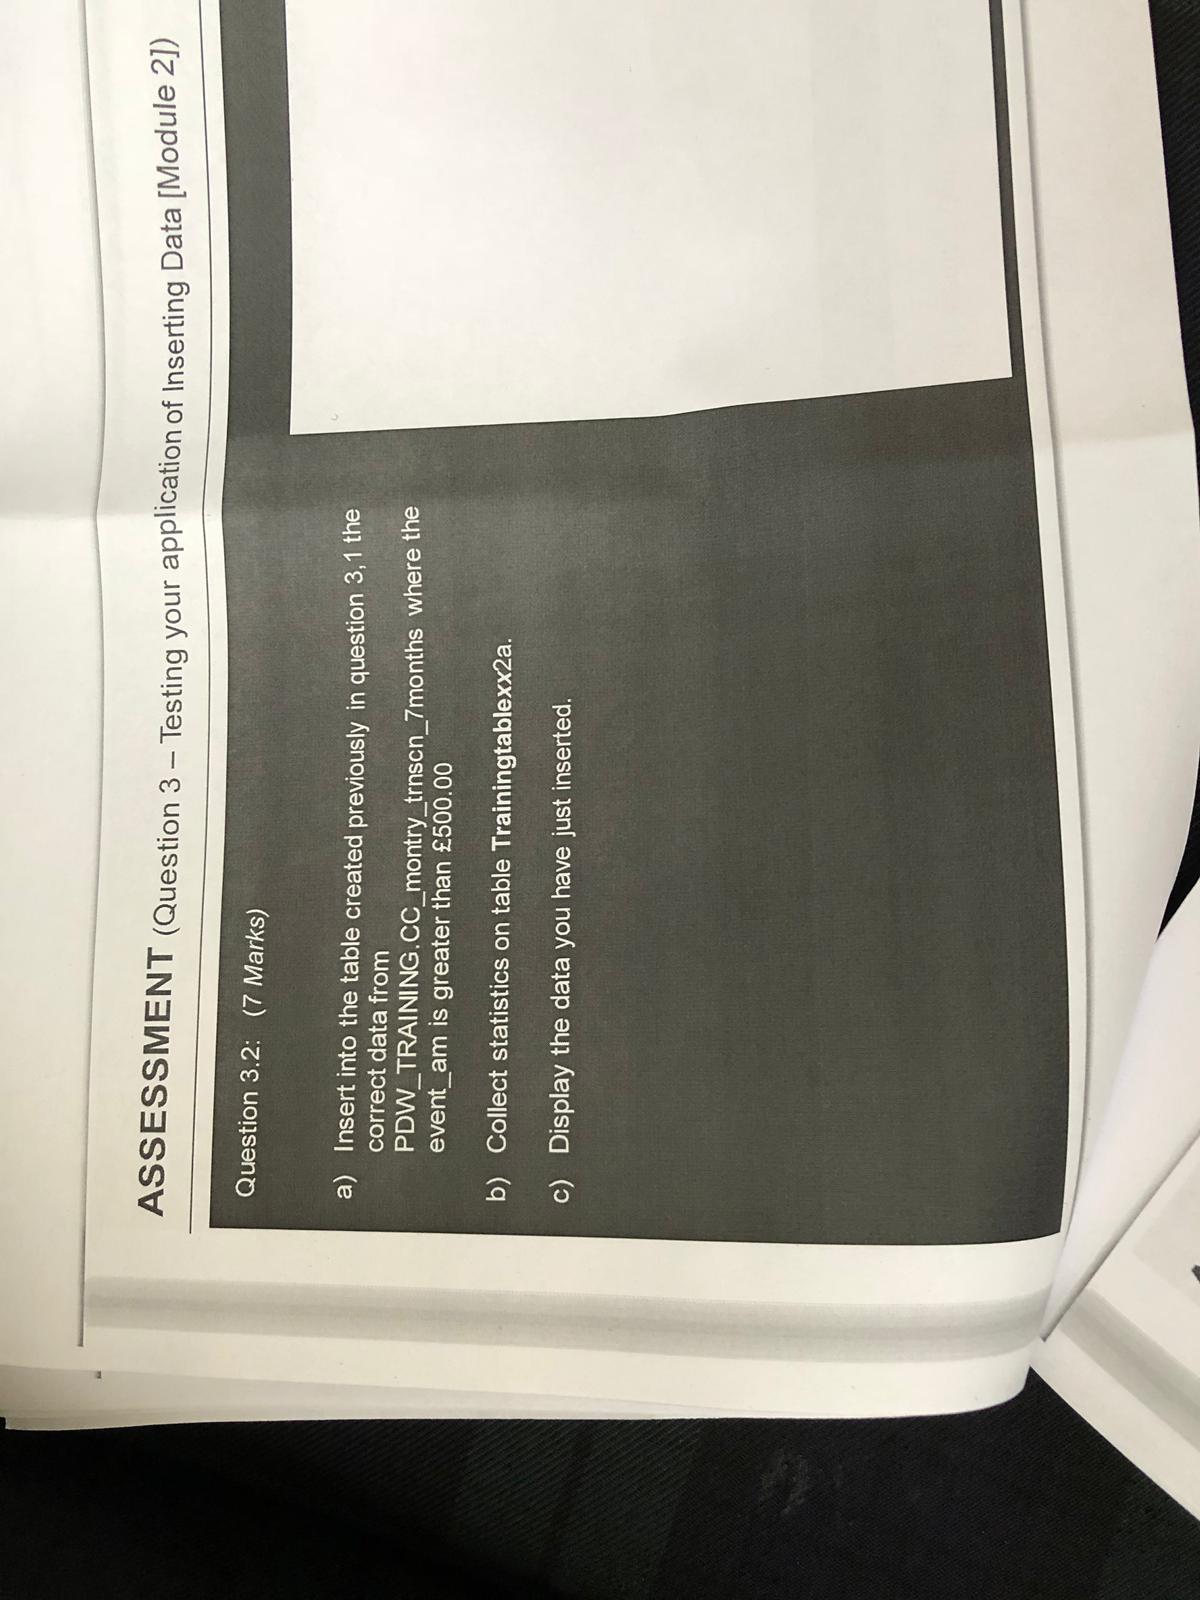 ASSESSMENT (Question 3 – Testing your application of Inserting Data [Module 2])
Question 3.2: (7 Marks)
a) Insert into the table created previously in question 3,1 the
correct data from
PDW_TRAINING.CC_montry_trnscn_7months where the
event_am is greater than £500.00
b) Collect statistics on table Trainingtablexx2a.
c) Display the data you have just inserted.